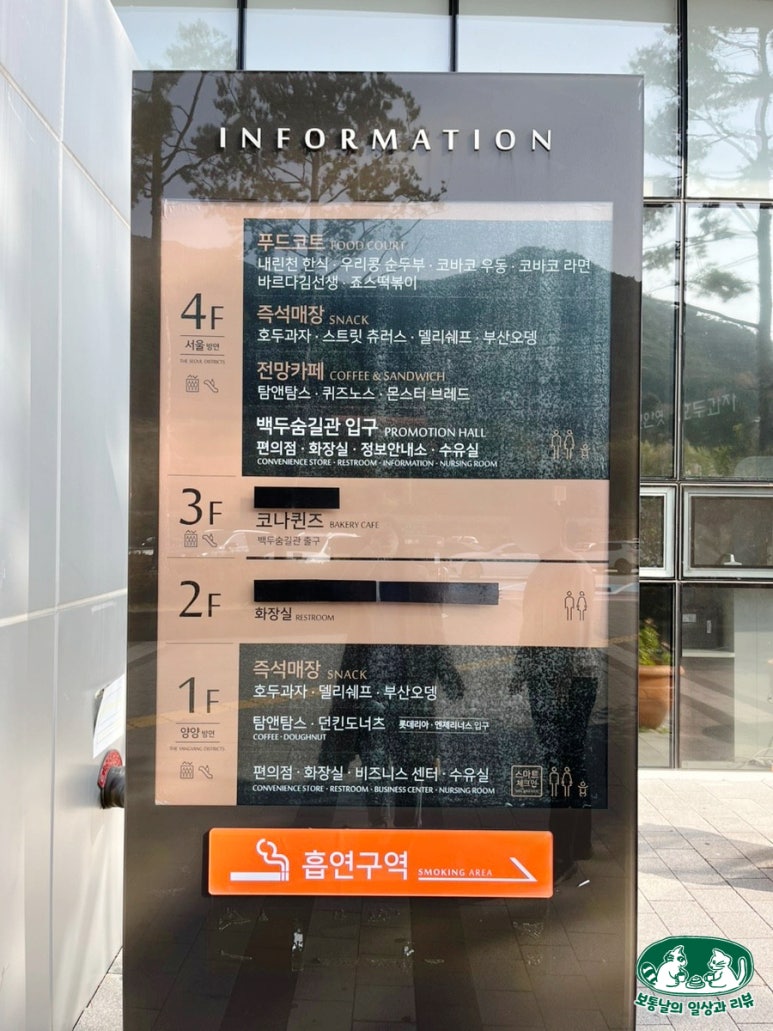 INFORMATION
4F
서울 방면
THE SEOUL DISTRICTS
푸드코트 FOOD COURT
내린천 한식 · 우리콩 순두부 · 코바코 우동 · 코바코 라면
바르다김선생 · 죠스떡볶이
즉석매장 SNACK
호두과자 · 스트릿 츄러스 · 델리쉐프 · 부산오뎅
전망카페 COFFEE & SANDWICH
탐앤탐스 · 퀴즈노스 · 몬스터 브레드
백두숨길관 입구 PROMOTION HALL
편의점 · 화장실 · 정보안내소 · 수유실
CONVENIENCE STORE · RESTROOM · INFORMATION · NURSING ROOM
3F
코나퀸즈 BAKERY CAFE
백두숨길관 출구
2F
화장실 RESTROOM
1F
양양 방면
THE YANGYANG DISTRICTS
즉석매장 SNACK
호두과자 · 델리쉐프 · 부산오뎅
탐앤탐스 · 던킨도너츠 롯데리아 · 엔제리너스 입구
COFFEE · DOUGHNUT
편의점 · 화장실 · 비즈니스 센터 · 수유실
CONVENIENCE STORE · RESTROOM · BUSINESS CENTER · NURSING ROOM
스마트
체크인
흡연구역 SMOKING AREA
보통날의 일상과 리뷰